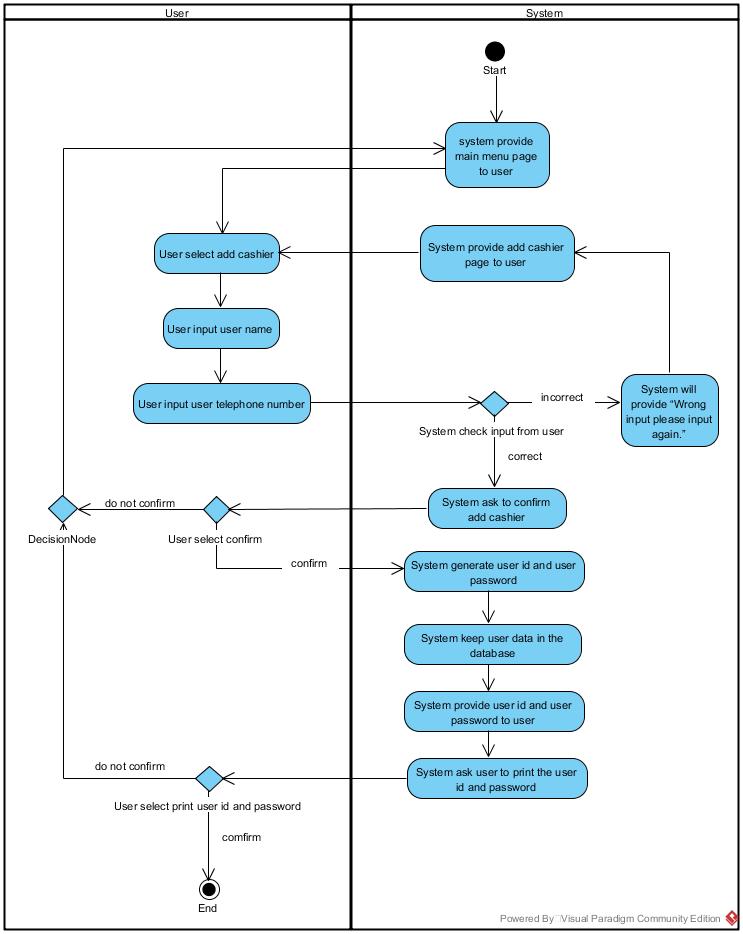 User
System
Start
system provide
main menu page
to user
User select add cashier
System provide add cashier
page to user
User input user name
User input user telephone number
incorrect
System will
provide “Wrong
input please input
again.”
System check input from user
correct
System ask to confirm
add cashier
do not confirm
DecisionNode
User select confirm
confirm
System generate user id and user
password
System keep user data in the
database
System provide user id and user
password to user
System ask user to print the user
id and password
do not confirm
User select print user id and password
comfirm
End
Powered By Visual Paradigm Community Edition